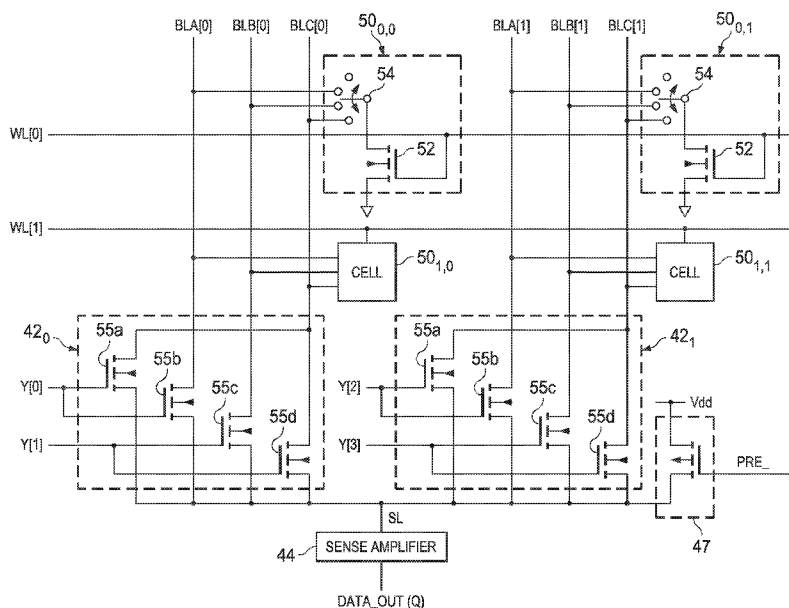 BLA[0] BLB[0] BLC[0] 50 0,0 BLA[1] BLB[1] BLC[1] 50 0,1
54 54
WL[0]
52 52
WL[1]
CELL 50 1,0 CELL 50 1,1
42 0 55a 55a 42 1
55b 55b
Y[0] 55c Y[2] 55c
55d 55d Vdd
Y[1] Y[3]
PRE_
SL
44 SENSE AMPLIFIER 47
DATA_OUT (Q)